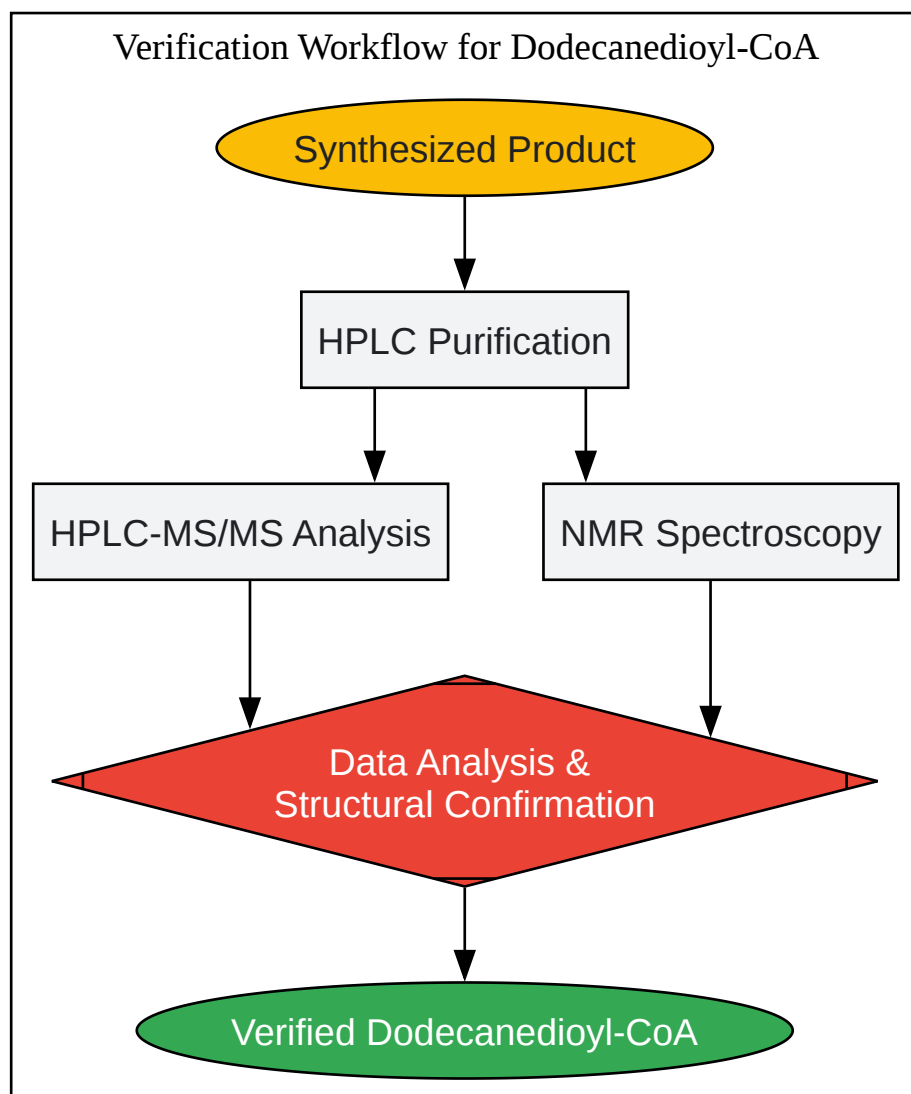 Verification Workflow for Dodecanedioyl-CoA
Synthesized Product
HPLC Purification
HPLC-MS/MS Analysis
NMR Spectroscopy
Data Analysis &
Structural Confirmation
Verified Dodecanedioyl-CoA